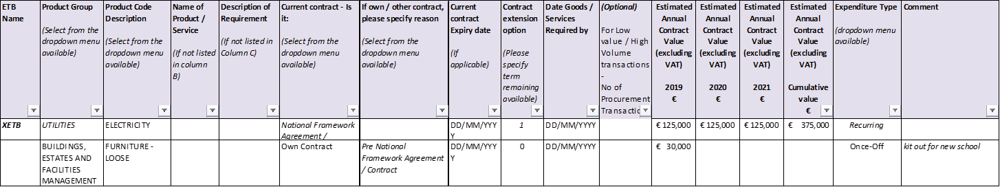 ETB
Name
Product Group
(Select from the
dropdown menu
available)
Product Code
Description
(Select from the
dropdown menu
available)
Name of
Product /
Service
(If not listed
in column
B)
Description of
Requirement
(If not listed in
Column C)
Current contract - Is
it:
(Select from the
dropdown menu
available)
If own / other contract,
please specify reason
(Select from the
dropdown menu
available)
Current
contract
Expiry date
(If
applicable)
Contract
extension
option
(Please
specify
term
remaining
available)
Date Goods /
Services
Required by
(Optional)
For Low
value / High
Volume
transactions
-
No of
Procurement
Transactio
Estimated
Annual
Contract
Value
(excluding
VAT)
2019
€
Estimated
Annual
Contract
Value
(excluding
VAT)
2020
€
Estimated
Annual
Contract
Value
(excluding
VAT)
2021
€
Estimated
Annual
Contract
Value
(excluding
VAT)
Cumulative
value
€
Expenditure Type
(dropdown menu
available)
Comment
XETB
UTILITIES
ELECTRICITY
National Framework
Agreement /
DD/MM/YYY
Y
1
DD/MM/YYYY
€ 125,000
€ 125,000
€ 125,000
€ 375,000
Recurring
BUILDINGS,
ESTATES AND
FACILITIES
MANAGEMENT
FURNITURE -
LOOSE
Own Contract
Pre National
Framework Agreement
/ Contract
DD/MM/YYY
Y
0
DD/MM/YYYY
€ 30,000
Once-Off
kit out for new school